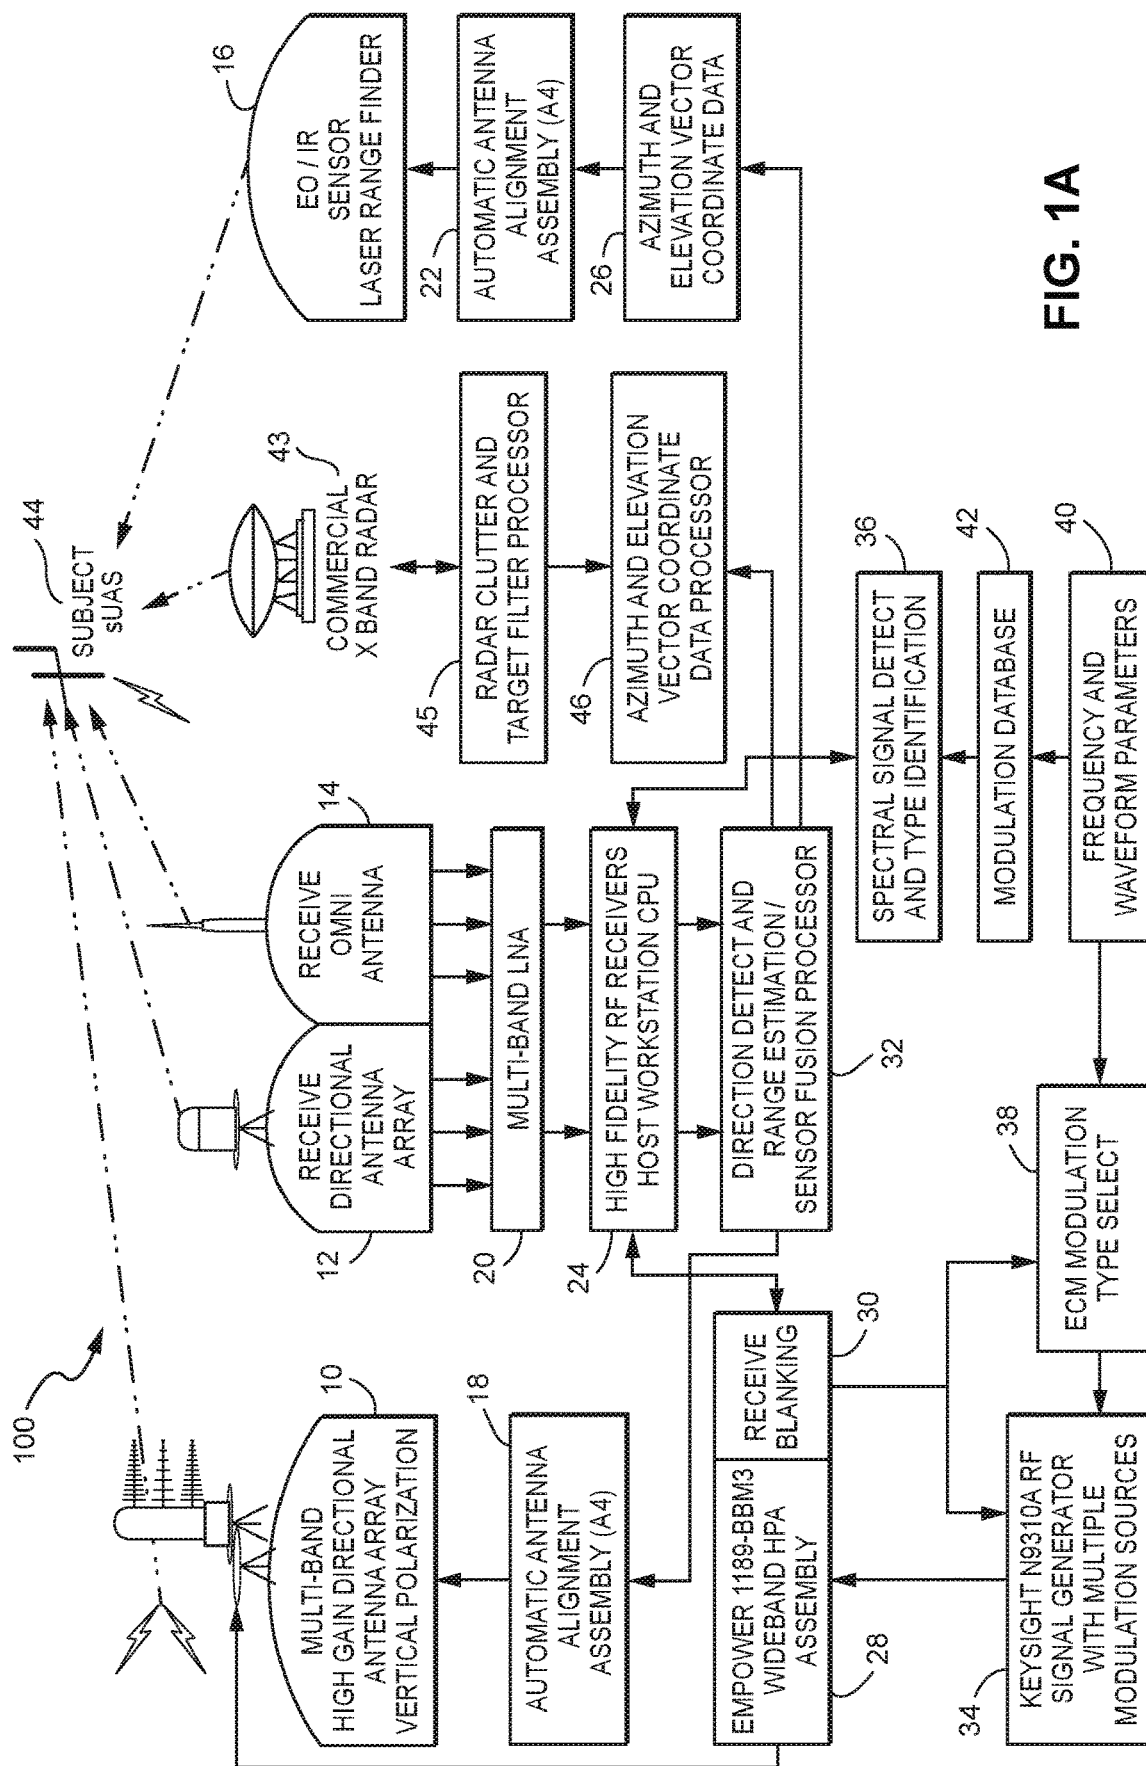 100
44
SUBJECT
sUAS
16
EO / IR
SENSOR
LASER RANGE FINDER
43
COMMERCIAL
X BAND RADAR
14
RECEIVE
OMNI
ANTENNA
12
RECEIVE
DIRECTIONAL
ANTENNA
ARRAY
10
MULTI-BAND
HIGH GAIN DIRECTIONAL
ANTENNA ARRAY
VERTICAL POLARIZATION
18
AUTOMATIC ANTENNA
ALIGNMENT
ASSEMBLY (A4)
20
MULTI-BAND LNA
45
RADAR CLUTTER AND
TARGET FILTER PROCESSOR
22
AUTOMATIC ANTENNA
ALIGNMENT
ASSEMBLY (A4)
24
HIGH FIDELITY RF RECEIVERS
HOST WORKSTATION CPU
46
AZIMUTH AND ELEVATION
VECTOR COORDINATE
DATA PROCESSOR
26
AZIMUTH AND
ELEVATION VECTOR
COORDINATE DATA
EMPOWER 1189-BBM3
WIDEBAND HPA
ASSEMBLY
28
RECEIVE
BLANKING
30
DIRECTION DETECT AND
RANGE ESTIMATION /
SENSOR FUSION PROCESSOR
32
36
SPECTRAL SIGNAL DETECT
AND TYPE IDENTIFICATION
42
MODULATION DATABASE
40
FREQUENCY AND
WAVEFORM PARAMETERS
38
ECM MODULATION
TYPE SELECT
34
KEYSIGHT N9310A RF
SIGNAL GENERATOR
WITH MULTIPLE
MODULATION SOURCES
FIG. 1A